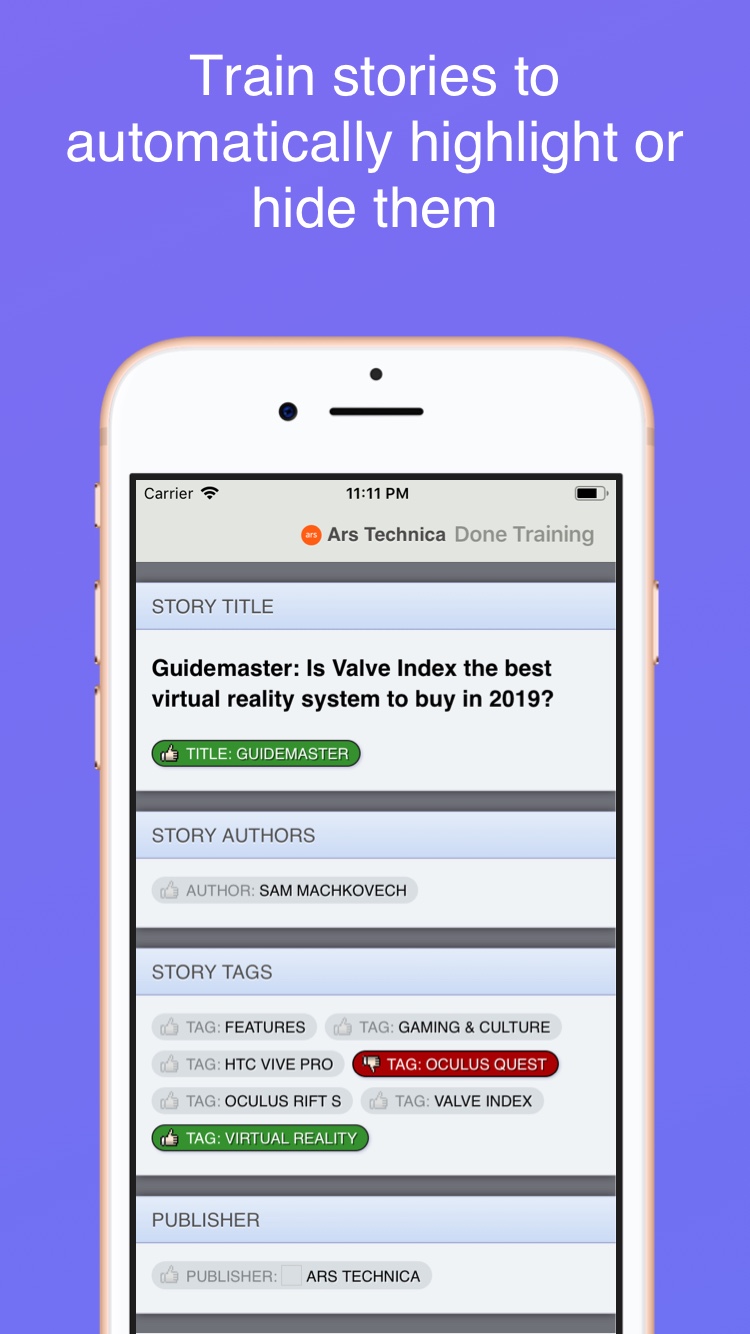 Train stories to
automatically highlight or
hide them
Carrier 11:11 PM
ars Ars Technica Done Training
STORY TITLE
Guidemaster: Is Valve Index the best
virtual reality system to buy in 2019?
TITLE: GUIDEMASTER
STORY AUTHORS
AUTHOR: SAM MACHKOVECH
STORY TAGS
TAG: FEATURES TAG: GAMING & CULTURE
TAG: HTC VIVE PRO TAG: OCULUS QUEST
TAG: OCULUS RIFT S TAG: VALVE INDEX
TAG: VIRTUAL REALITY
PUBLISHER
PUBLISHER: ARS TECHNICA